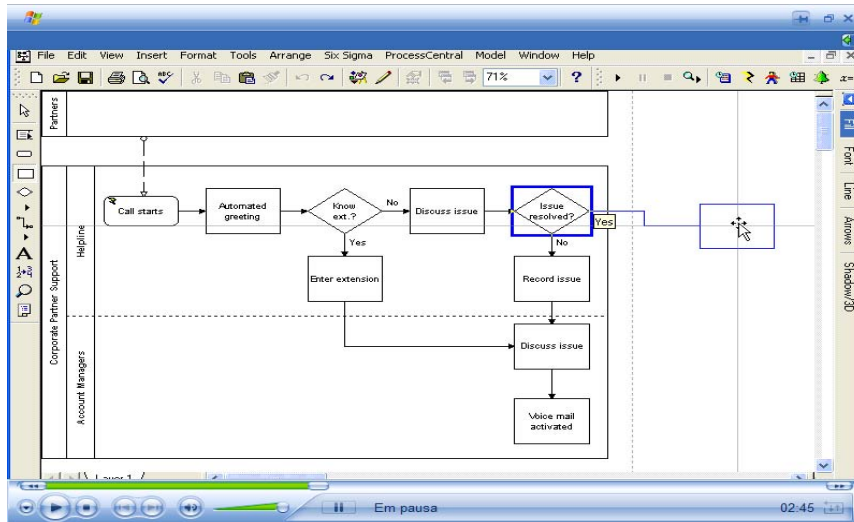 File Edit View Insert Format Tools Arrange Six Sigma ProcessCentral Model Window Help
71%
Partners
Corporate Partner Support
Helpline
Call starts
Automated
greeting
Know
ext.?
No
Discuss issue
Issue
resolved?
Yes
Yes
No
Enter extension
Record issue
Account Managers
Discuss issue
Voice mail
activated
Fill
Font
Line
Arrows
Shadow/3D
Layer 1
Em pausa
02:45